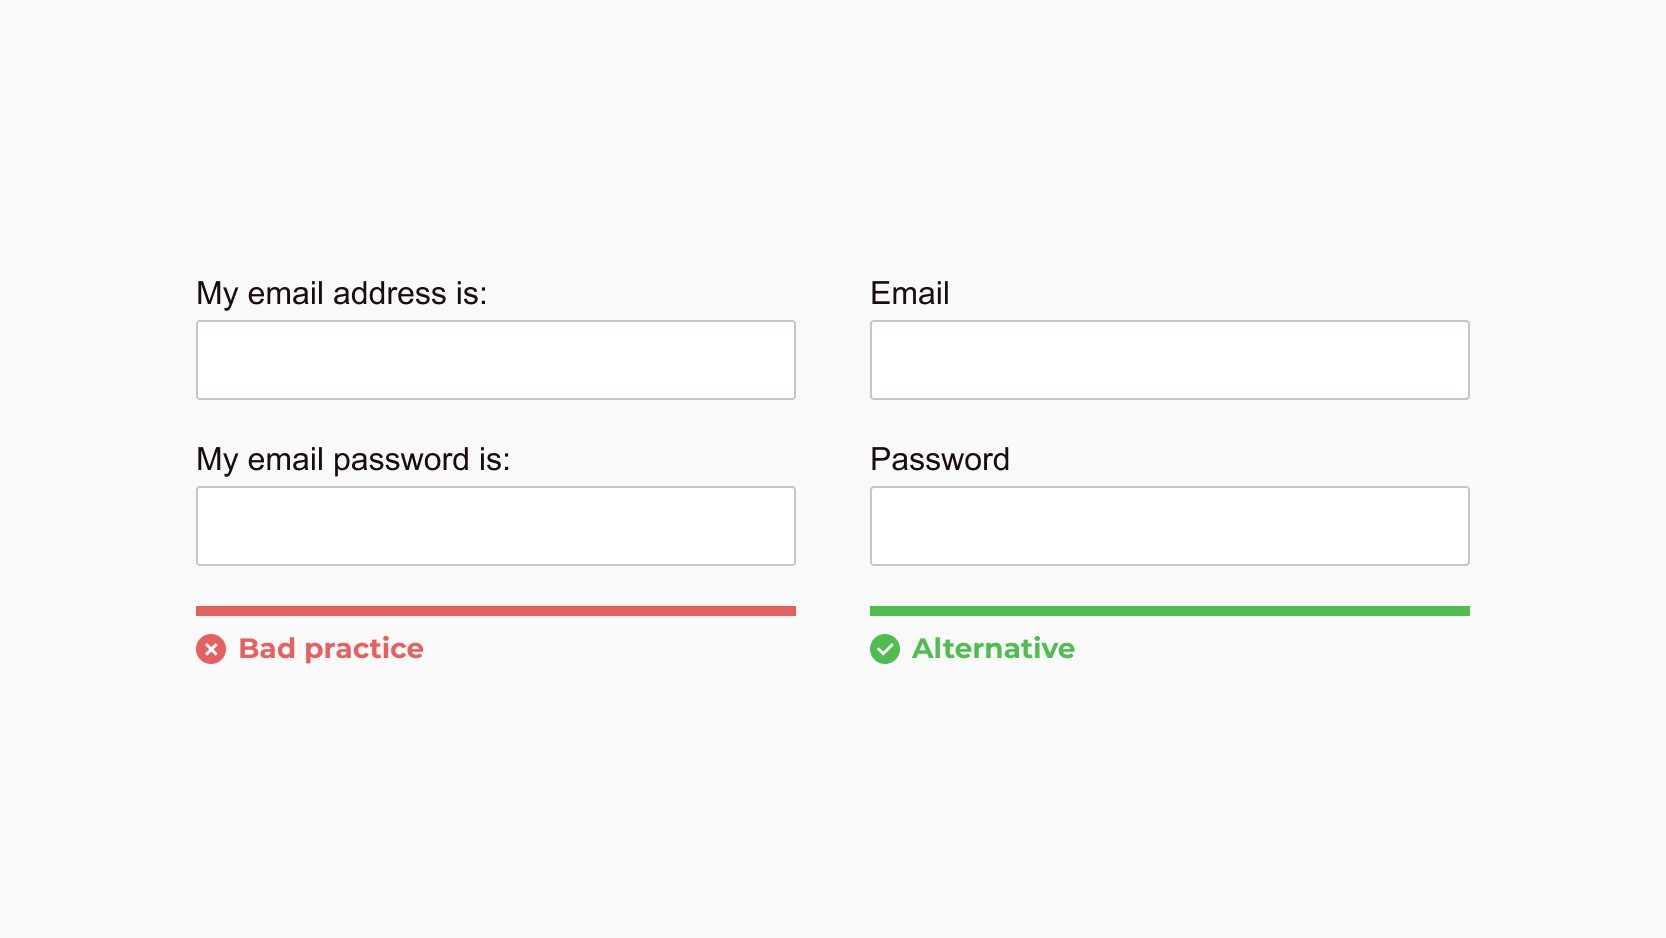 My email address is:
My email password is:
Bad practice
Email
Password
Alternative